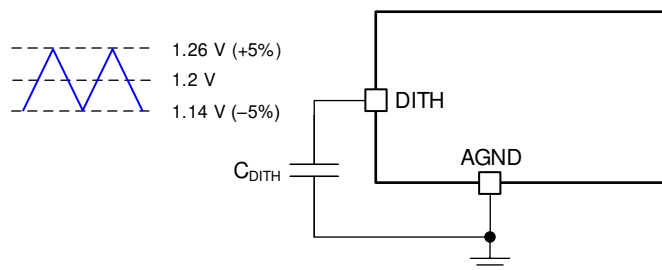 1.26 V (+5%)
1.2 V
1.14 V (–5%)
DITH
AGND
CDITH